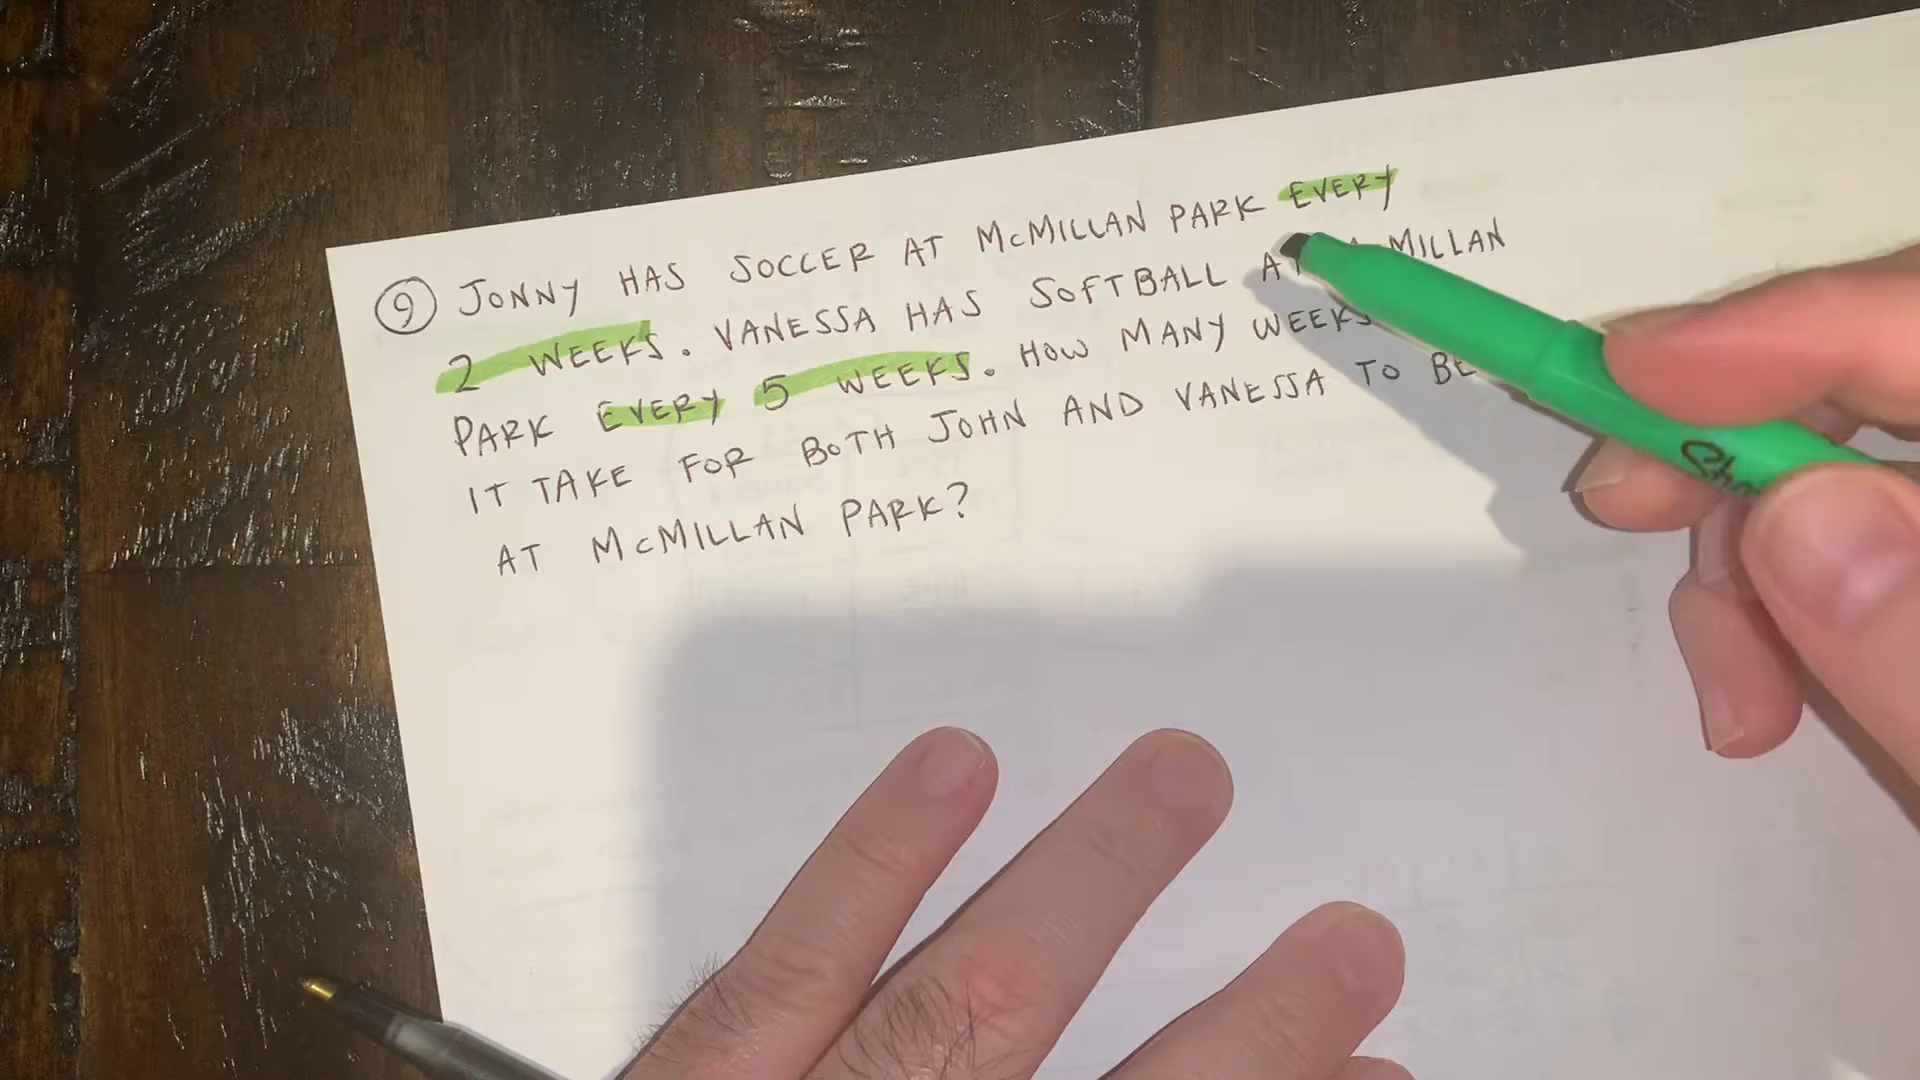 9 JONNY HAS SOCCER AT McMILLAN PARK EVERY
2 WEEKS. VANESSA HAS SOFTBALL AT MILLAN
PARK EVERY 5 WEEKS. HOW MANY WEEKS
IT TAKE FOR BOTH JOHN AND VANESSA TO BE
AT McMILLAN PARK?